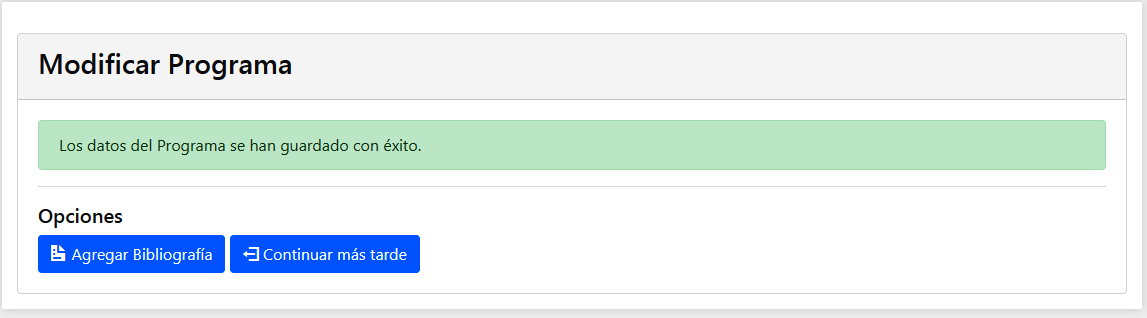 Modificar Programa
Los datos del Programa se han guardado con éxito.
Opciones
Agregar Bibliografía
Continuar más tarde